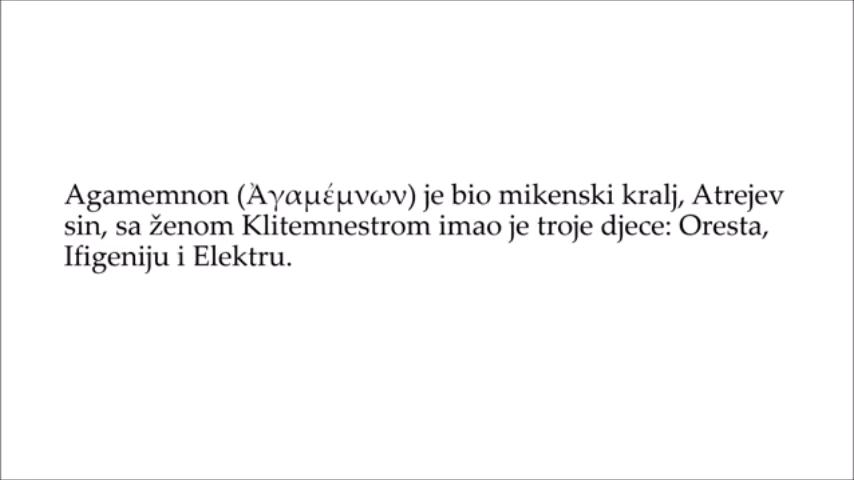 Agamemnon (Ἀγαμέμνων) je bio mikenski kralj, Atrejev
sin, sa ženom Klitemnestrom imao je troje djece: Oresta,
Ifigeniju i Elektru.